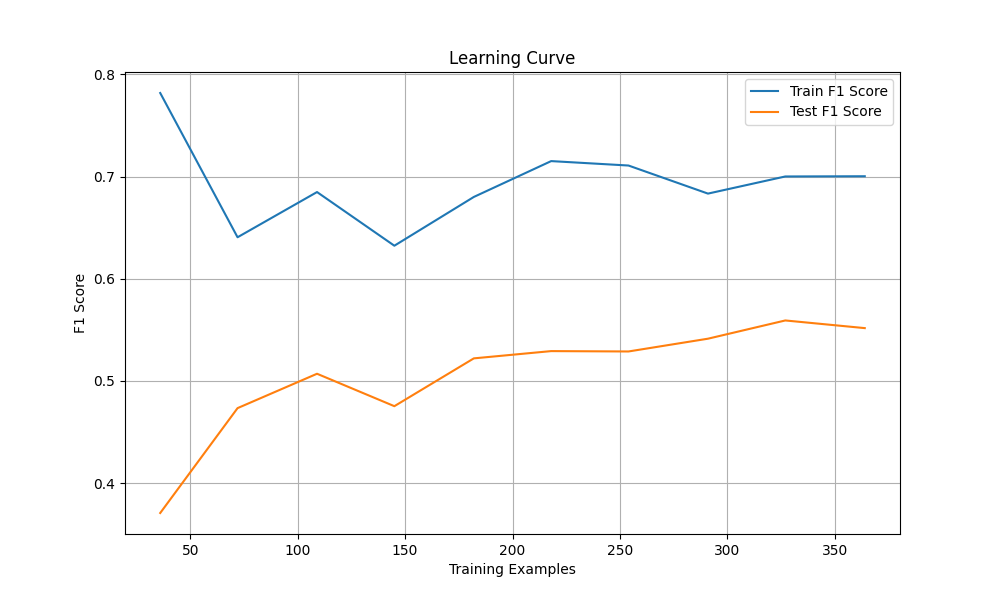 Learning Curve
Train F1 Score
Test F1 Score
F1 Score
0.8
0.7
0.6
0.5
0.4
50 100 150 200 250 300 350
Training Examples